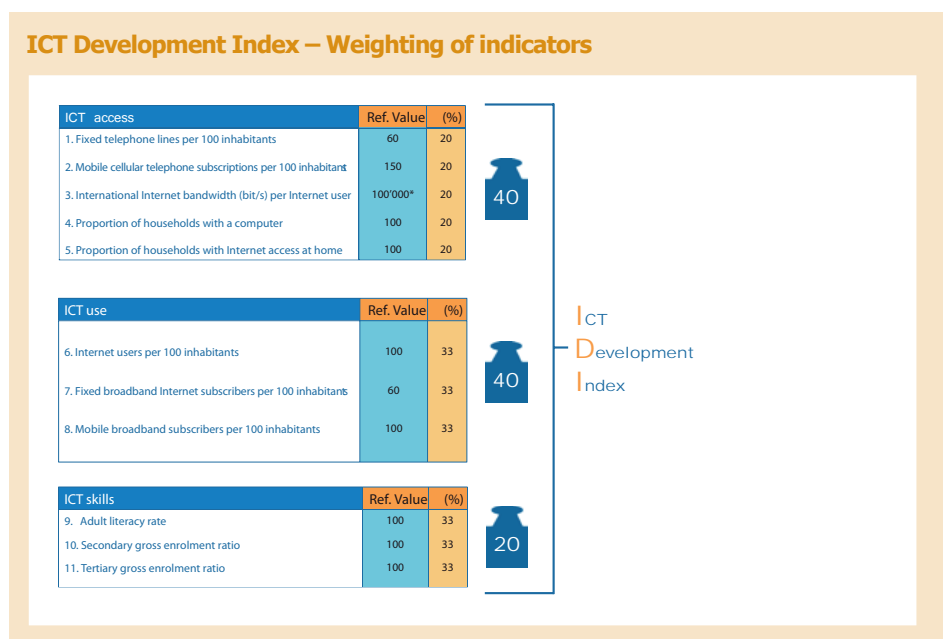 ICT Development Index – Weighting of indicators
ICT access Ref. Value (%)
1. Fixed telephone lines per 100 inhabitants 60 20
2. Mobile cellular telephone subscriptions per 100 inhabitants 150 20
3. International Internet bandwidth (bit/s) per Internet user 100'000* 20
4. Proportion of households with a computer 100 20
5. Proportion of households with Internet access at home 100 20
40
ICT use Ref. Value (%)
6. Internet users per 100 inhabitants 100 33
7. Fixed broadband Internet subscribers per 100 inhabitants 60 33
8. Mobile broadband subscribers per 100 inhabitants 100 33
40
ICT skills Ref. Value (%)
9. Adult literacy rate 100 33
10. Secondary gross enrolment ratio 100 33
11. Tertiary gross enrolment ratio 100 33
20
ICT
Development
Index